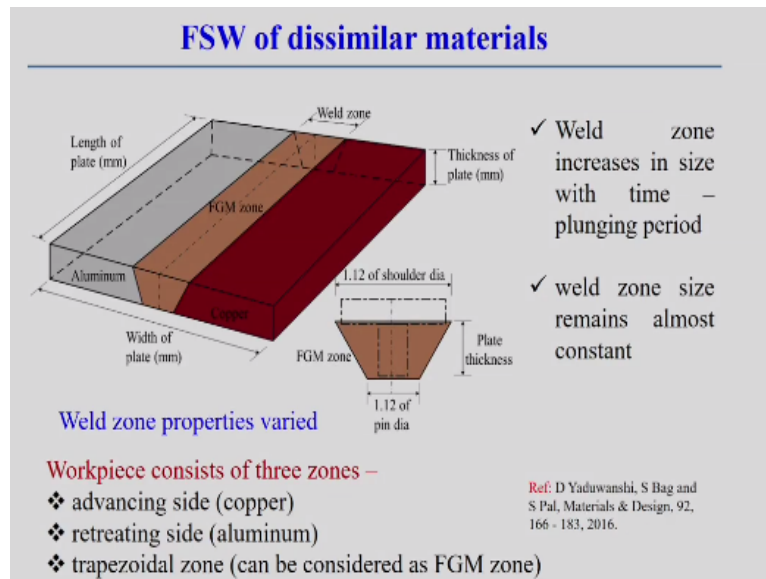 FSW of dissimilar materials
Weld zone
Length of
plate (mm)
Thickness of
plate (mm)
FGM zone
Aluminum
Copper
Width of
plate (mm)
1.12 of shoulder dia
FGM zone
Plate
thickness
1.12 of
pin dia
✓ Weld zone
increases in size
with time –
plunging period
✓ weld zone size
remains almost
constant
Weld zone properties varied
Workpiece consists of three zones –
❖ advancing side (copper)
❖ retreating side (aluminum)
❖ trapezoidal zone (can be considered as FGM zone)
Ref: D Yaduwanshi, S Bag and
S Pal, Materials & Design, 92,
166 - 183, 2016.